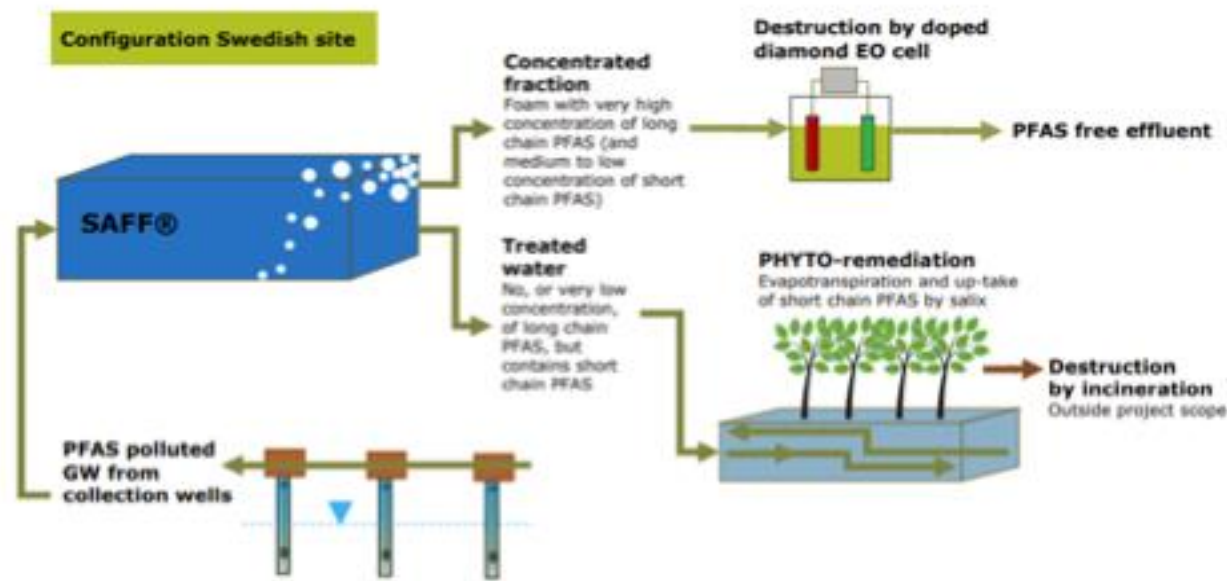 Configuration Swedish site
Concentrated
fraction
Foam with very high
concentration of long
chain PFAS (and
medium to low
concentration of short
chain PFAS)
Destruction by doped
diamond EO cell
PFAS free effluent
SAFF®
Treated
water
No, or very low
concentration,
of long chain
PFAS, but
contains short
chain PFAS
PHYTO-remediation
Evapotranspiration and up-take
of short chain PFAS by salix
Destruction
by incineration
Outside project scope
PFAS polluted
GW from
collection wells